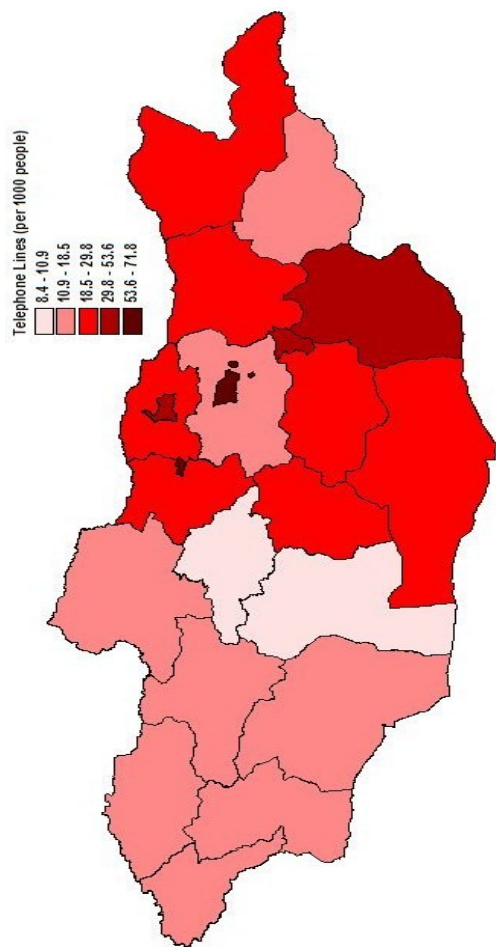 Telephone Lines (per 1000 people)
8.4 - 10.9
10.9 - 18.5
18.5 - 29.8
29.8 - 53.6
53.6 - 71.8